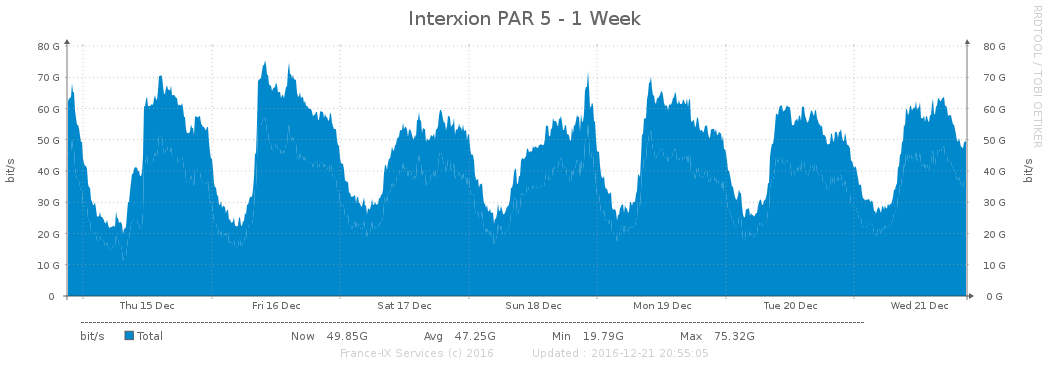 Interxion PAR 5 - 1 Week
RRDTOOL / TOBI OETIKER
bit/s
bit/s
80 G 80 G
70 G 70 G
60 G 60 G
50 G 50 G
40 G 40 G
30 G 30 G
20 G 20 G
10 G 10 G
0 0 G
Thu 15 Dec Fri 16 Dec Sat 17 Dec Sun 18 Dec Mon 19 Dec Tue 20 Dec Wed 21 Dec
bit/s Total Now 49.85G Avg 47.25G Min 19.79G Max 75.32G
France-IX Services (c) 2016 Updated : 2016-12-21 20:55:05